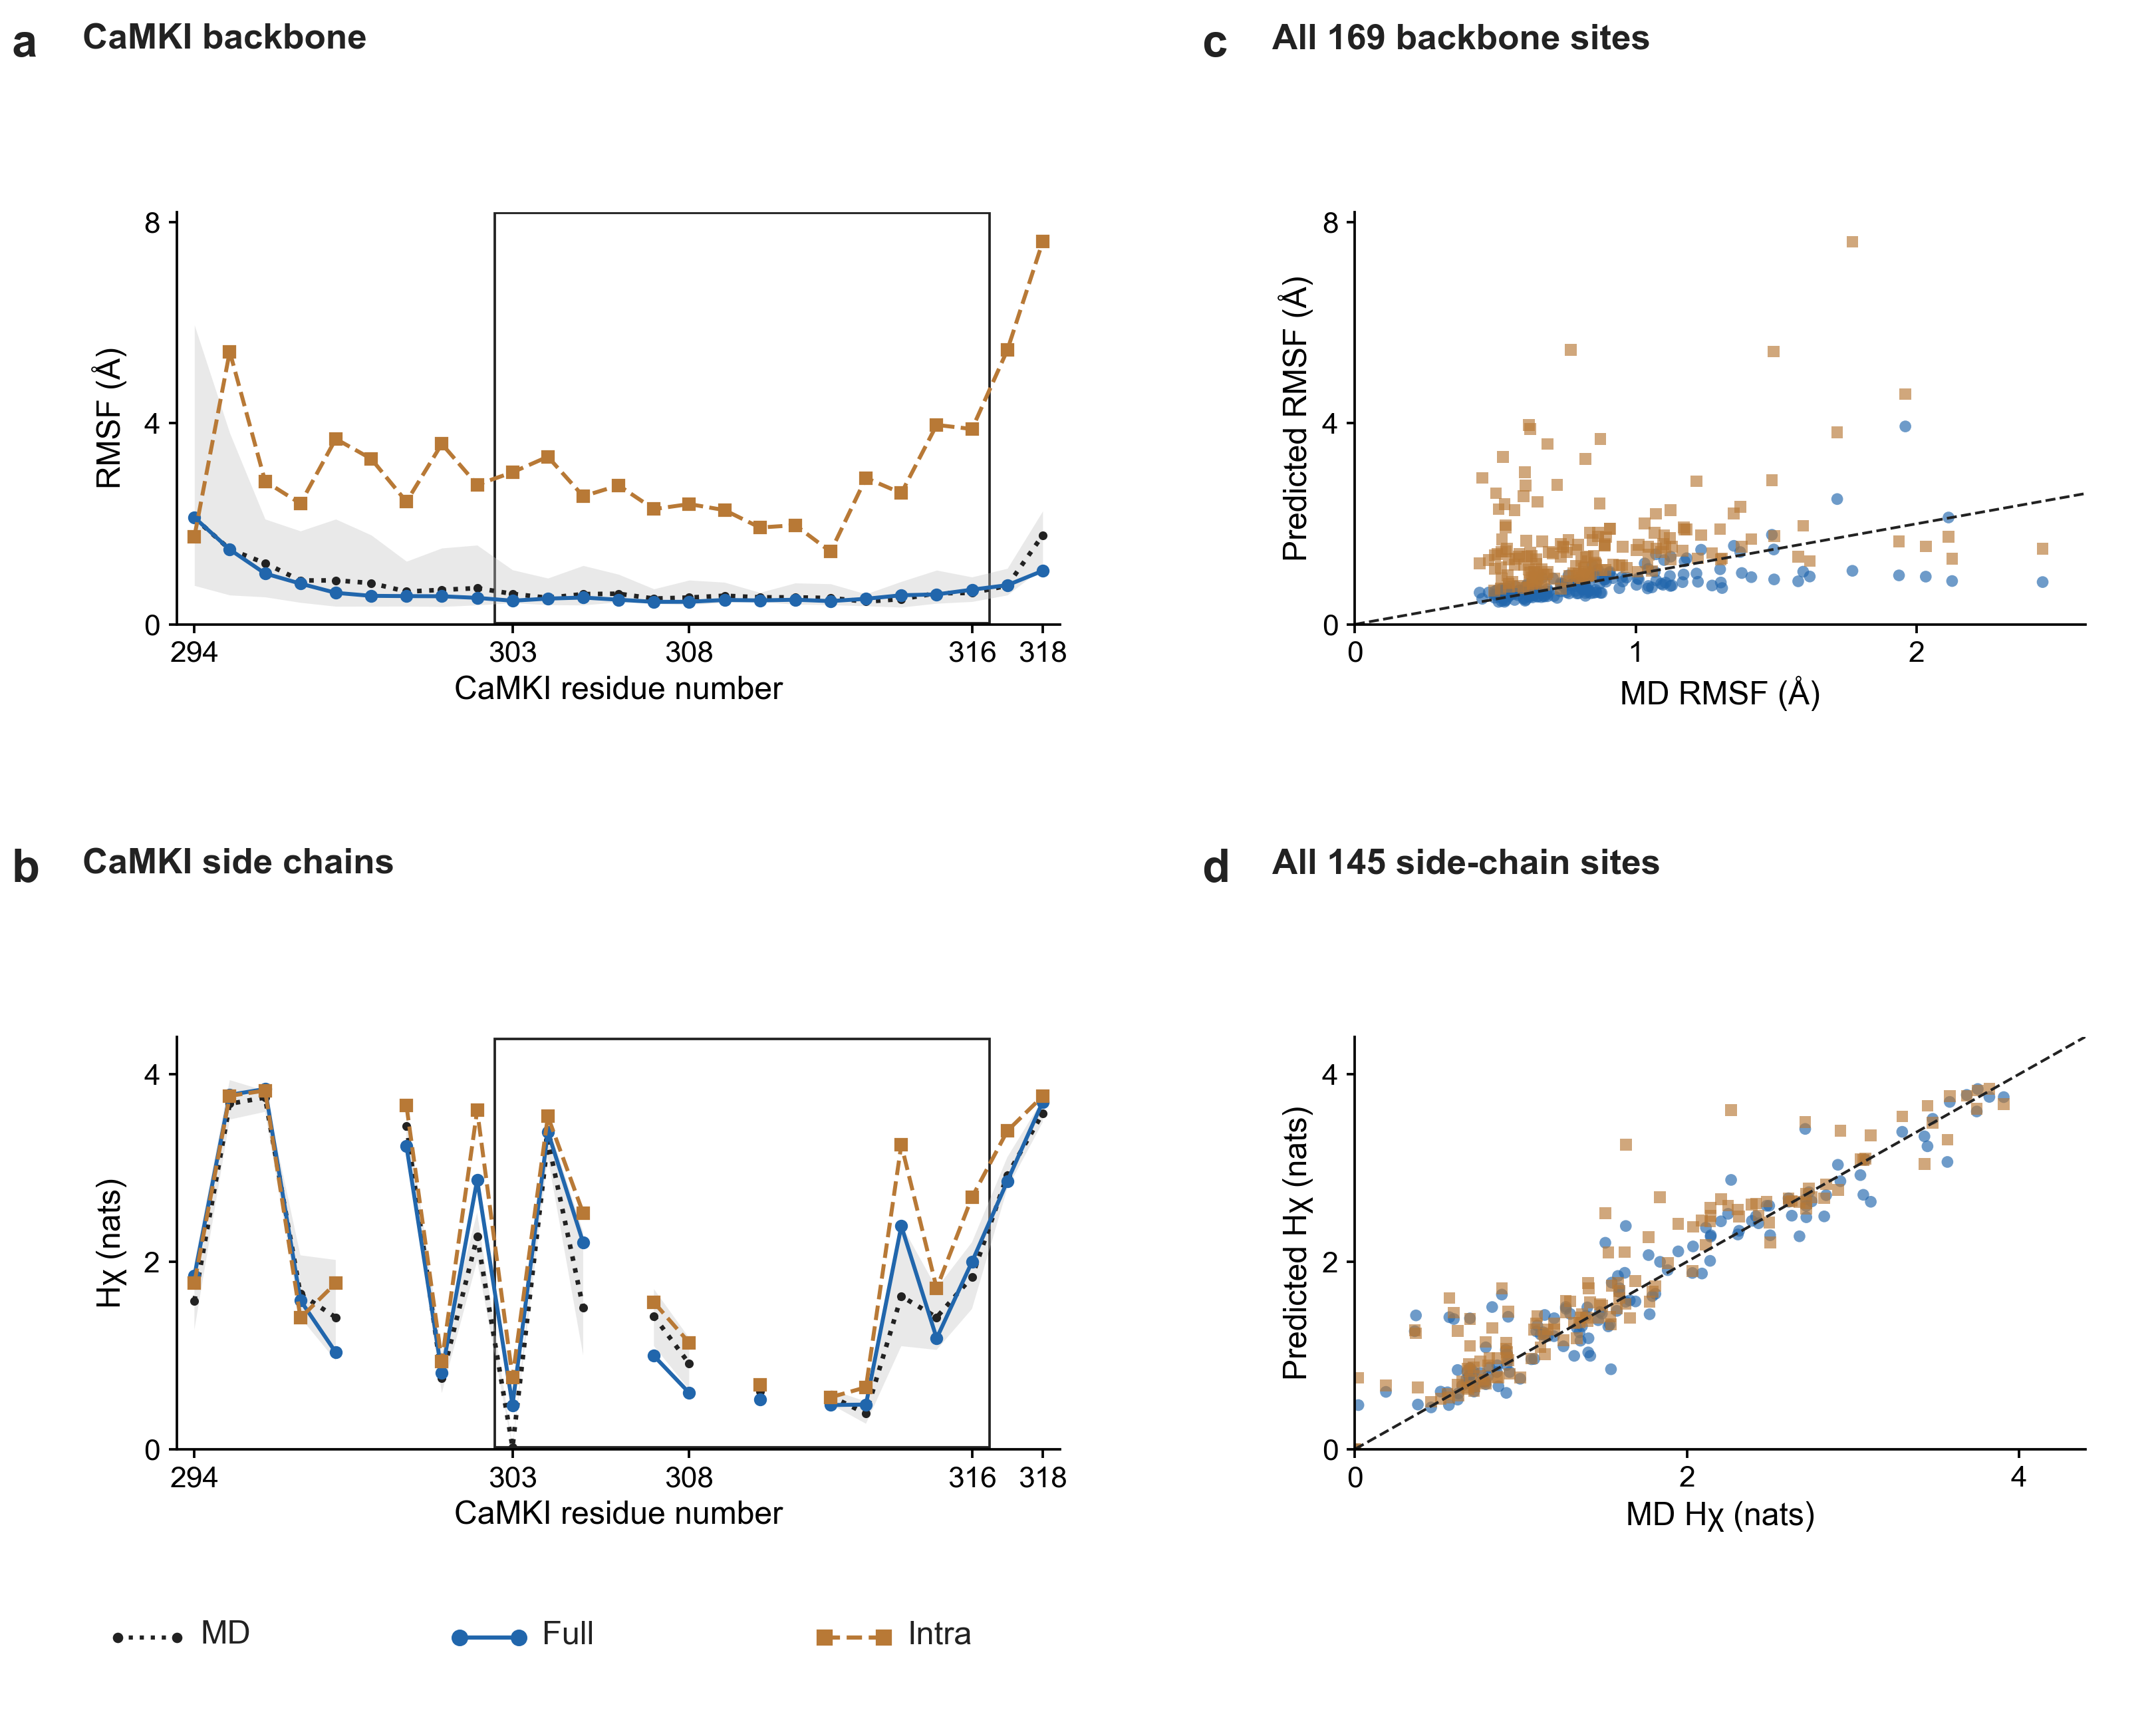 a CaMKI backbone
8
4
0
RMSF (Å)
294 303 308 316 318
CaMKI residue number
c All 169 backbone sites
8
4
0
Predicted RMSF (Å)
0 1 2
MD RMSF (Å)
b CaMKI side chains
4
2
0
Hχ (nats)
294 303 308 316 318
CaMKI residue number
d All 145 side-chain sites
4
2
0
Predicted Hχ (nats)
0 2 4
MD Hχ (nats)
MD Full Intra